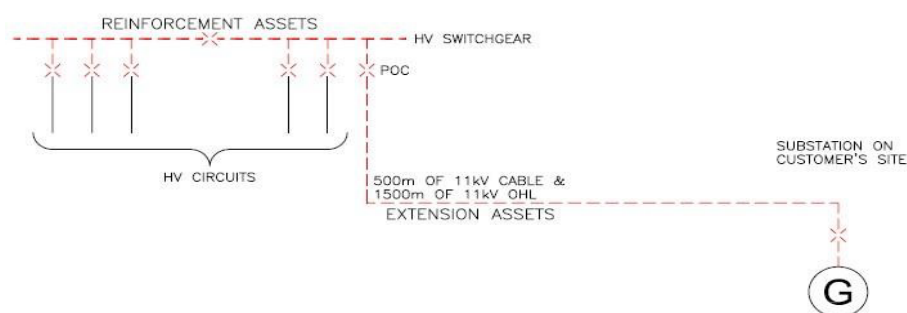 REINFORCEMENT ASSETS
HV SWITCHGEAR
POC
HV CIRCUITS
SUBSTATION ON
CUSTOMER'S SITE
500m OF 11kV CABLE &
1500m OF 11kV OHL
EXTENSION ASSETS
G